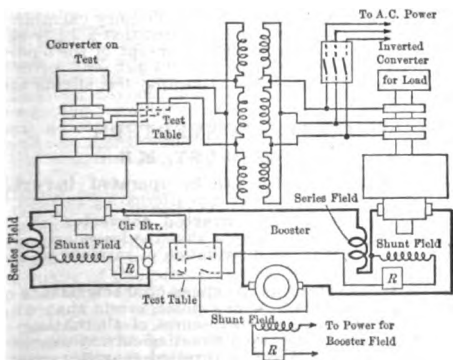 To A.C. Power
Converter on
Test
Inverted
Converter
for Load
Test
Table
Series Field
Series Field
Shunt Field
Cir Bkr.
Booster
Shunt Field
R
R
Test Table
Shunt Field
To Power for
Booster Field
R